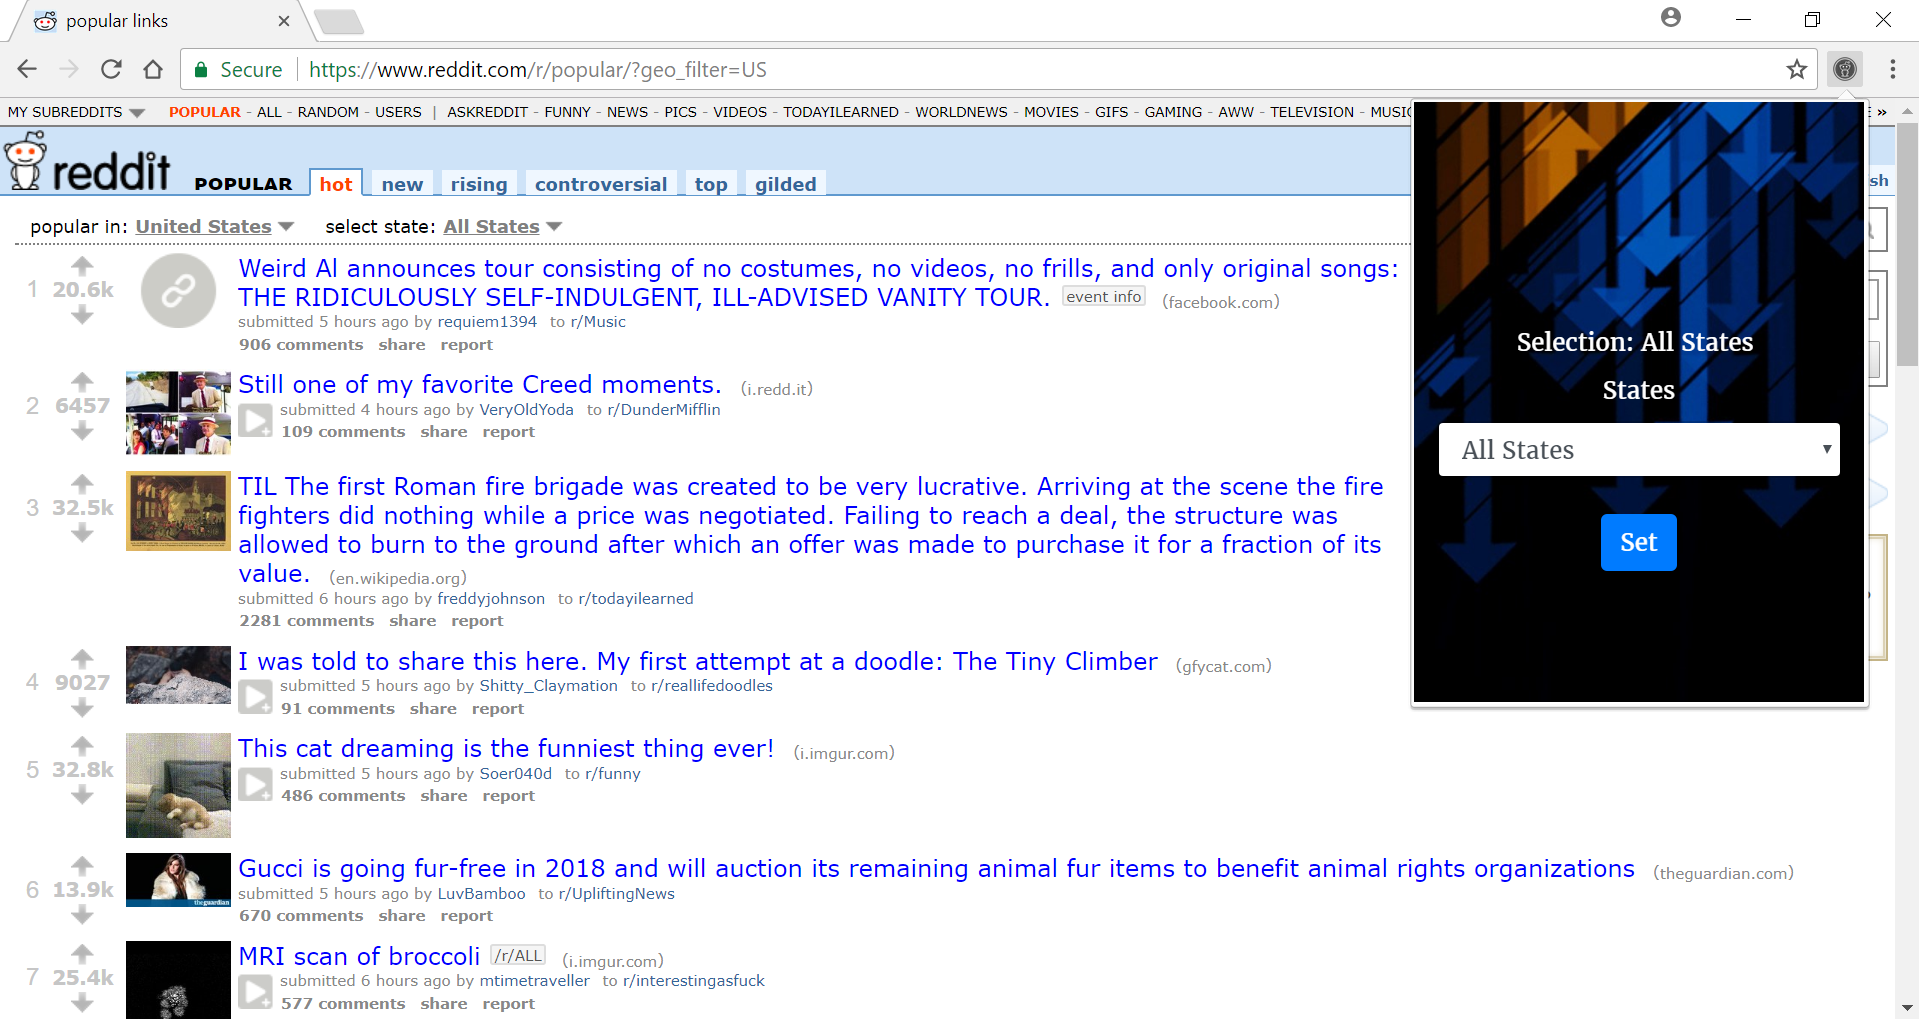 popular links
Secure https://www.reddit.com/r/popular/?geo_filter=US
MY SUBREDDITS POPULAR - ALL - RANDOM - USERS | ASKREDDIT - FUNNY - NEWS - PICS - VIDEOS - TODAYILEARNED - WORLDNEWS - MOVIES - GIFS - GAMING - AWW - TELEVISION - MUSIC E »
reddit POPULAR hot new rising controversial top gilded sh
popular in: United States select state: All States
1 20.6k
Weird Al announces tour consisting of no costumes, no videos, no frills, and only original songs:
THE RIDICULOUSLY SELF-INDULGENT, ILL-ADVISED VANITY TOUR. event info (facebook.com)
submitted 5 hours ago by requiem1394 to r/Music
906 comments share report
2 6457
Still one of my favorite Creed moments. (i.redd.it)
submitted 4 hours ago by VeryOldYoda to r/DunderMifflin
109 comments share report
3 32.5k
TIL The first Roman fire brigade was created to be very lucrative. Arriving at the scene the fire
fighters did nothing while a price was negotiated. Failing to reach a deal, the structure was
allowed to burn to the ground after which an offer was made to purchase it for a fraction of its
value. (en.wikipedia.org)
submitted 6 hours ago by freddyjohnson to r/todayilearned
2281 comments share report
4 9027
I was told to share this here. My first attempt at a doodle: The Tiny Climber (gfycat.com)
submitted 5 hours ago by Shitty_Claymation to r/reallifedoodles
91 comments share report
5 32.8k
This cat dreaming is the funniest thing ever! (i.imgur.com)
submitted 5 hours ago by Soer040d to r/funny
486 comments share report
6 13.9k
theguardian
Gucci is going fur-free in 2018 and will auction its remaining animal fur items to benefit animal rights organizations (theguardian.com)
submitted 5 hours ago by LuvBamboo to r/UpliftingNews
670 comments share report
7 25.4k
MRI scan of broccoli /r/ALL (i.imgur.com)
submitted 6 hours ago by mtimetraveller to r/interestingasfuck
577 comments share report
Selection: All States
States
All States
Set